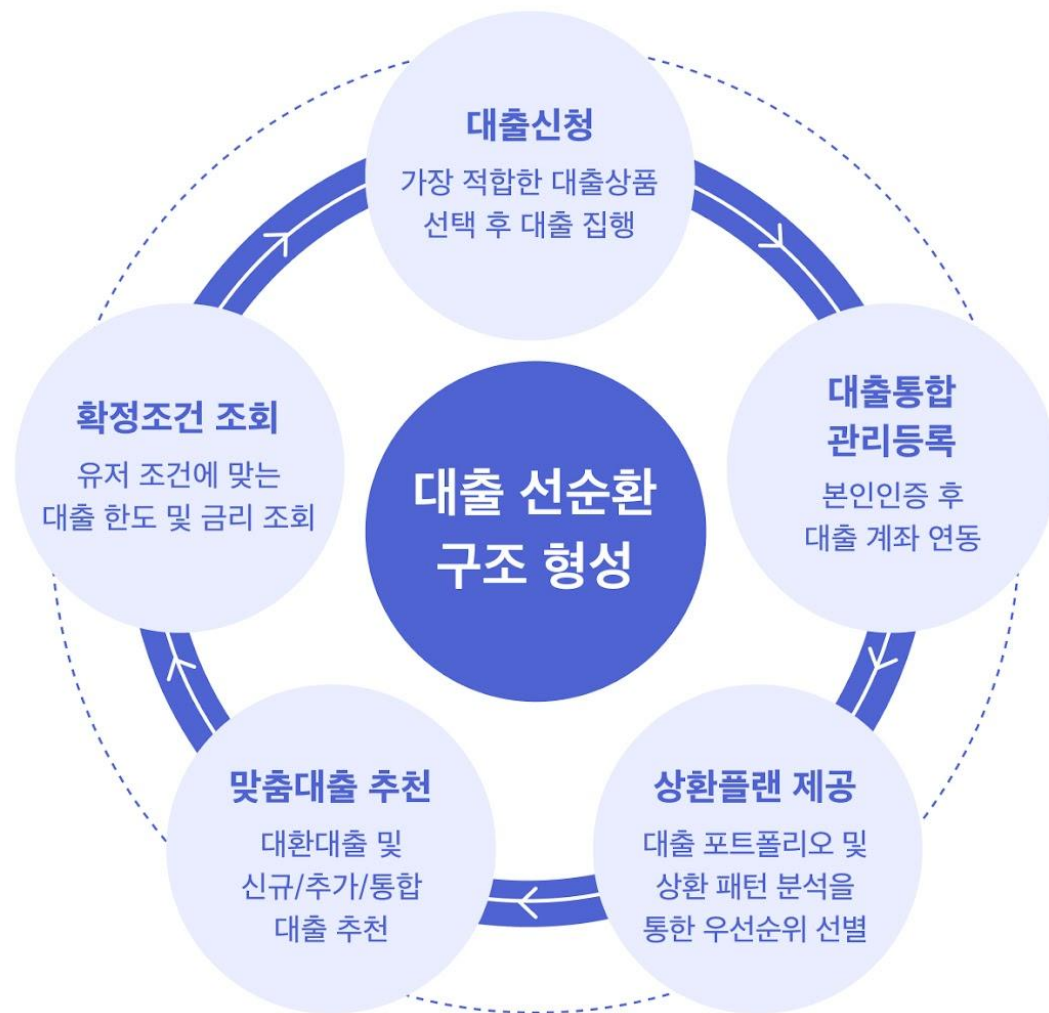 대출신청
가장 적합한 대출상품
선택 후 대출 집행
대출통합
관리등록
본인인증 후
대출 계좌 연동
상환플랜 제공
대출 포트폴리오 및
상환 패턴 분석을
통한 우선순위 선별
맞춤대출 추천
대환대출 및
신규/추가/통합
대출 추천
확정조건 조회
유저 조건에 맞는
대출 한도 및 금리 조회
대출 선순환
구조 형성